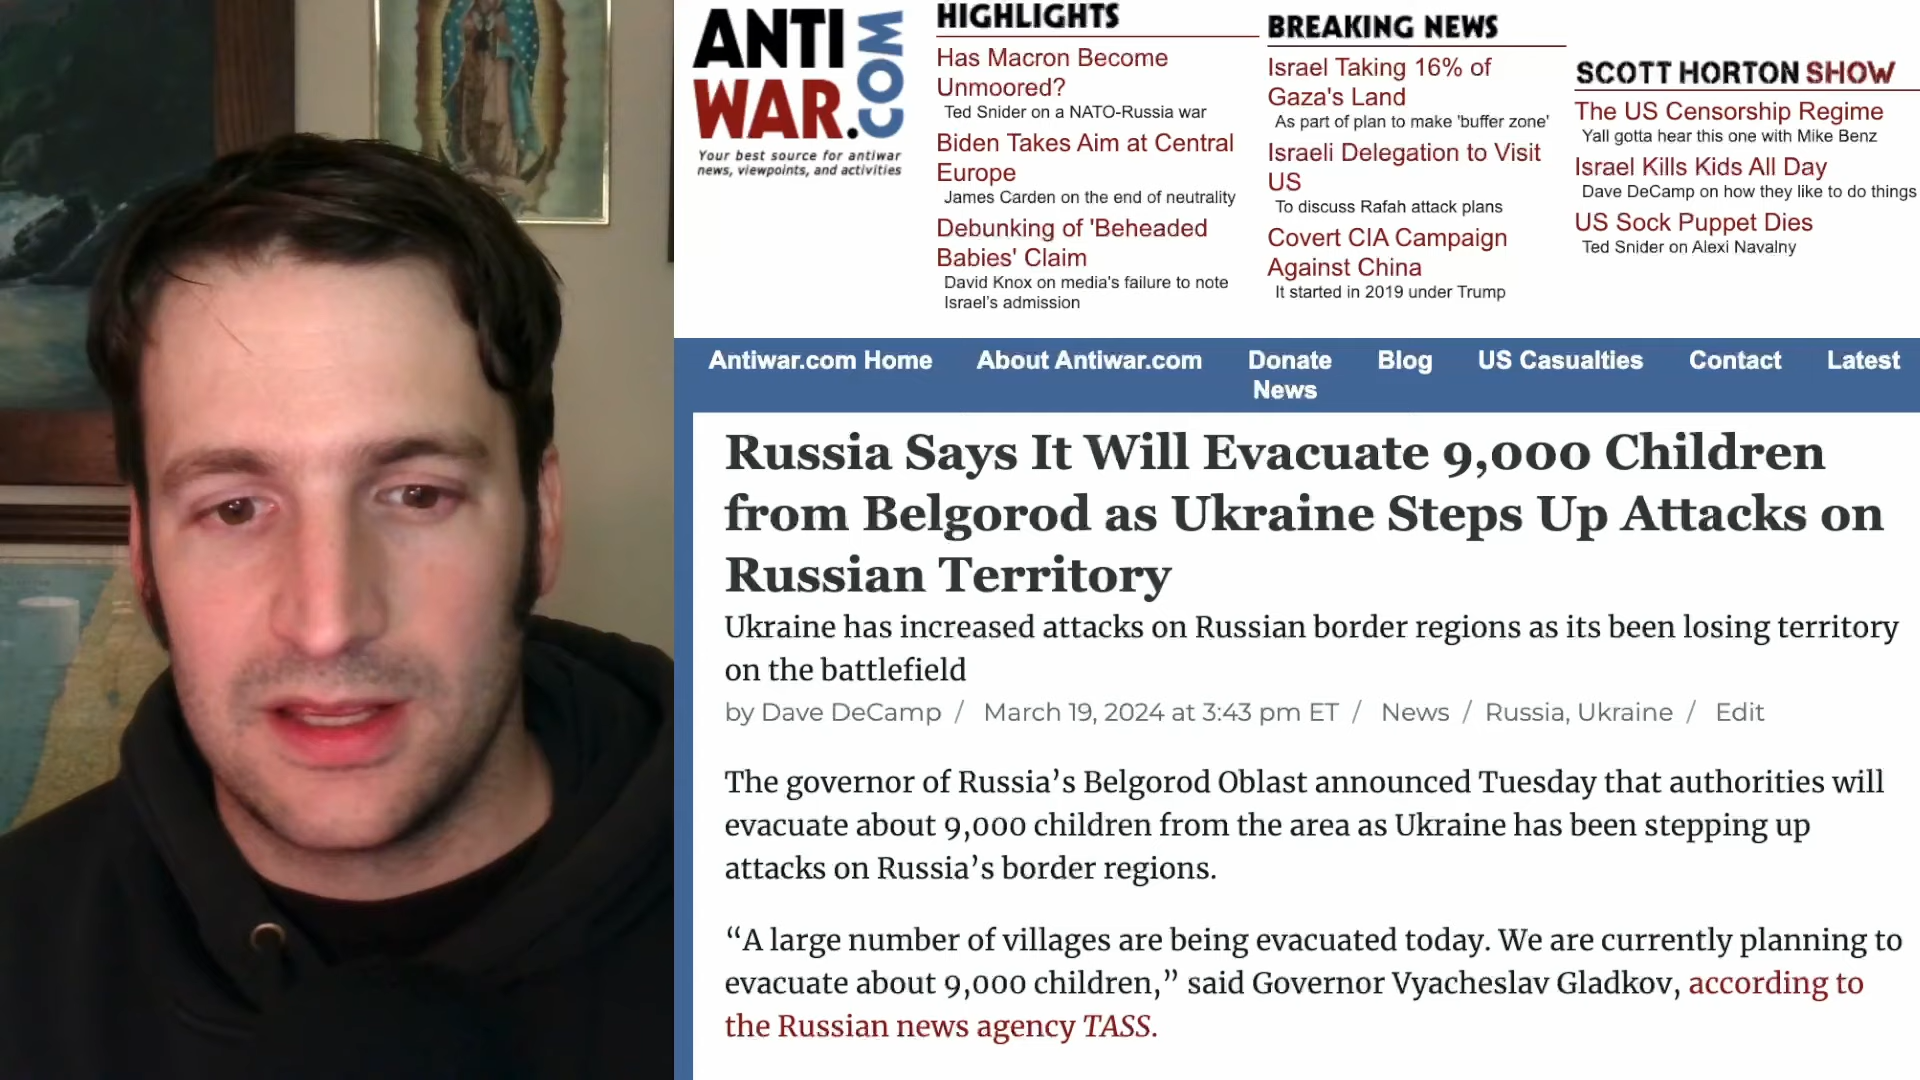 ANTI
WAR.COM
Your best source for antiwar
news, viewpoints, and activities
HIGHLIGHTS
Has Macron Become
Unmoored?
Ted Snider on a NATO-Russia war
Biden Takes Aim at Central
Europe
James Carden on the end of neutrality
Debunking of 'Beheaded
Babies' Claim
David Knox on media's failure to note
Israel's admission
BREAKING NEWS
Israel Taking 16% of
Gaza's Land
As part of plan to make 'buffer zone'
Israeli Delegation to Visit
US
To discuss Rafah attack plans
Covert CIA Campaign
Against China
It started in 2019 under Trump
SCOTT HORTON SHOW
The US Censorship Regime
Yall gotta hear this one with Mike Benz
Israel Kills Kids All Day
Dave DeCamp on how they like to do things
US Sock Puppet Dies
Ted Snider on Alexi Navalny
Antiwar.com Home About Antiwar.com Donate Blog US Casualties Contact Latest
News
Russia Says It Will Evacuate 9,000 Children
from Belgorod as Ukraine Steps Up Attacks on
Russian Territory
Ukraine has increased attacks on Russian border regions as its been losing territory
on the battlefield
by Dave DeCamp / March 19, 2024 at 3:43 pm ET / News / Russia, Ukraine / Edit
The governor of Russia’s Belgorod Oblast announced Tuesday that authorities will
evacuate about 9,000 children from the area as Ukraine has been stepping up
attacks on Russia’s border regions.
“A large number of villages are being evacuated today. We are currently planning to
evacuate about 9,000 children,” said Governor Vyacheslav Gladkov, according to
the Russian news agency TASS.